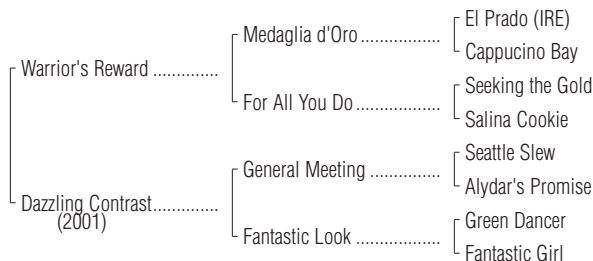 El Prado (IRE)
Medaglia d'Oro.................
Cappucino Bay
Warrior's Reward ..............
Seeking the Gold
For All You Do..................
Salina Cookie
Seattle Slew
General Meeting ...............
Alydar's Promise
Dazzling Contrast..............
(2001)
Green Dancer
Fantastic Look ..................
Fantastic Girl